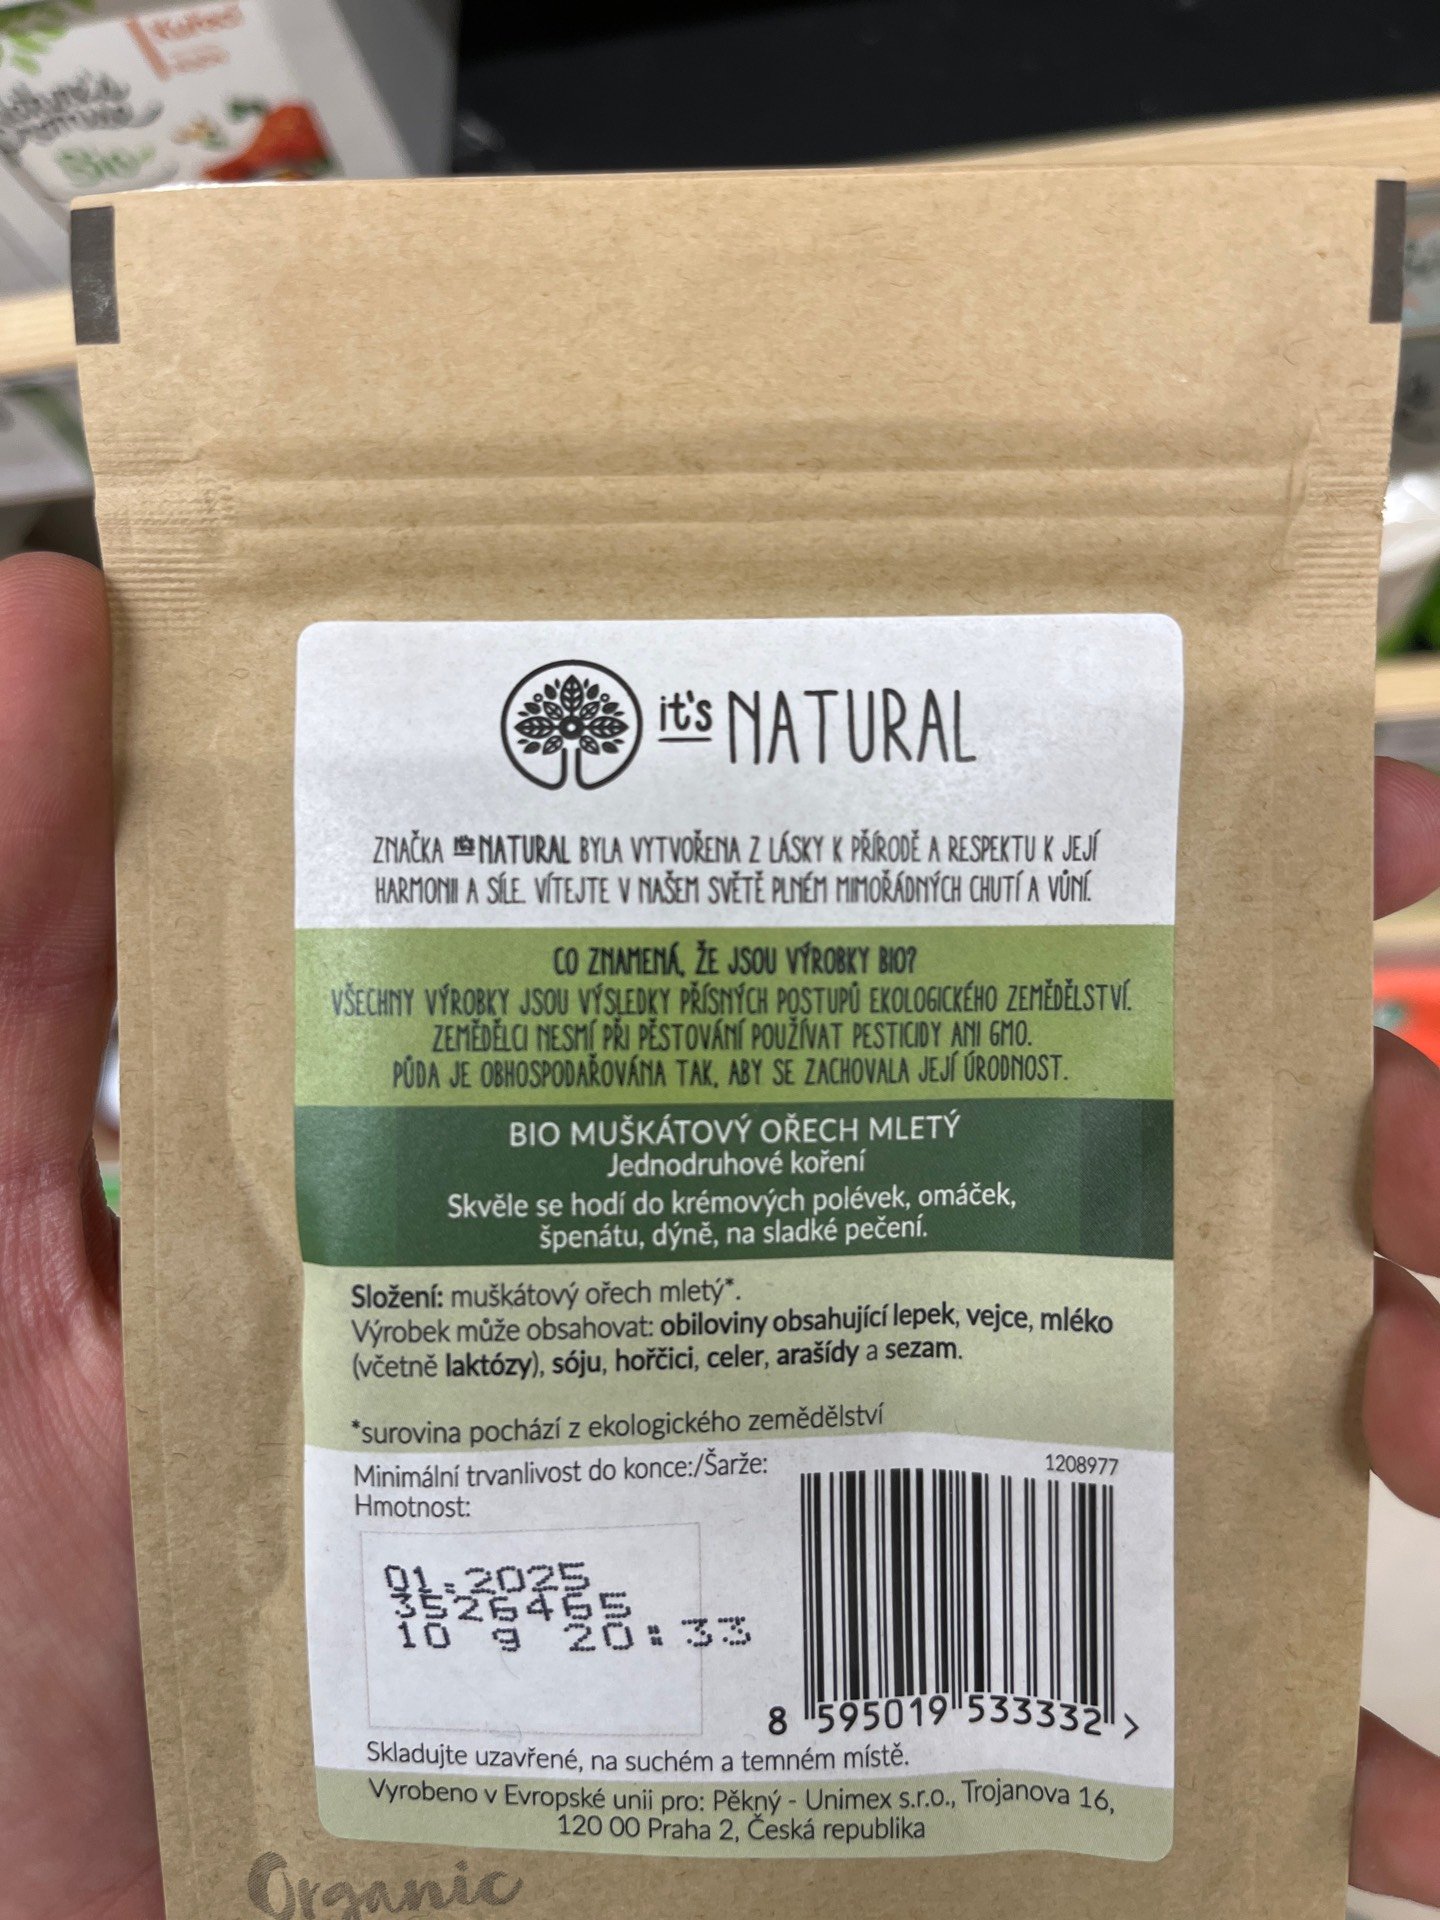 Bio
it's NATURAL
ZNAČKA it's NATURAL BYLA VYTVOŘENA Z LÁSKY K PŘÍRODĚ A RESPEKTU K JEJÍ
HARMONII A SÍLE. VÍTEJTE V NAŠEM SVĚTĚ PLNÉM MIMOŘÁDNÝCH CHUTÍ A VŮNÍ.
CO ZNAMENÁ, ŽE JSOU VÝROBKY BIO?
VŠECHNY VÝROBKY JSOU VÝSLEDKY PŘÍSNÝCH POSTUPŮ EKOLOGICKÉHO ZEMĚDĚLSTVÍ.
ZEMĚDĚLCI NESMÍ PŘI PĚSTOVÁNÍ POUŽÍVAT PESTICIDY ANI GMO.
PŮDA JE OBHOSPODAŘOVÁNA TAK, ABY SE ZACHOVALA JEJÍ ÚRODNOST.
BIO MUŠKÁTOVÝ OŘECH MLETÝ
Jednodruhové koření
Skvěle se hodí do krémových polévek, omáček,
špenátu, dýně, na sladké pečení.
Složení: muškátový ořech mletý*.
Výrobek může obsahovat: obiloviny obsahující lepek, vejce, mléko
(včetně laktózy), sóju, hořčici, celer, arašídy a sezam.
*surovina pochází z ekologického zemědělství
Minimální trvanlivost do konce:/Šarže:
Hmotnost:
1208977
01.2025
3526465
10 g 20:33
8 595019 533332 >
Skladujte uzavřené, na suchém a temném místě.
Vyrobeno v Evropské unii pro: Pěkný - Unimex s.r.o., Trojanova 16,
120 00 Praha 2, Česká republika
Organic